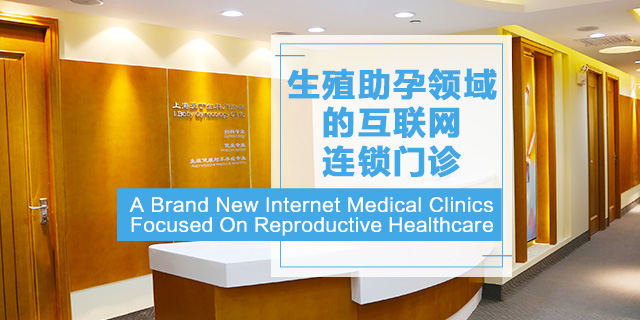 生殖助孕领域
的互联网
连锁门诊
A Brand New Internet Medical Clinics
Focused On Reproductive Healthcare